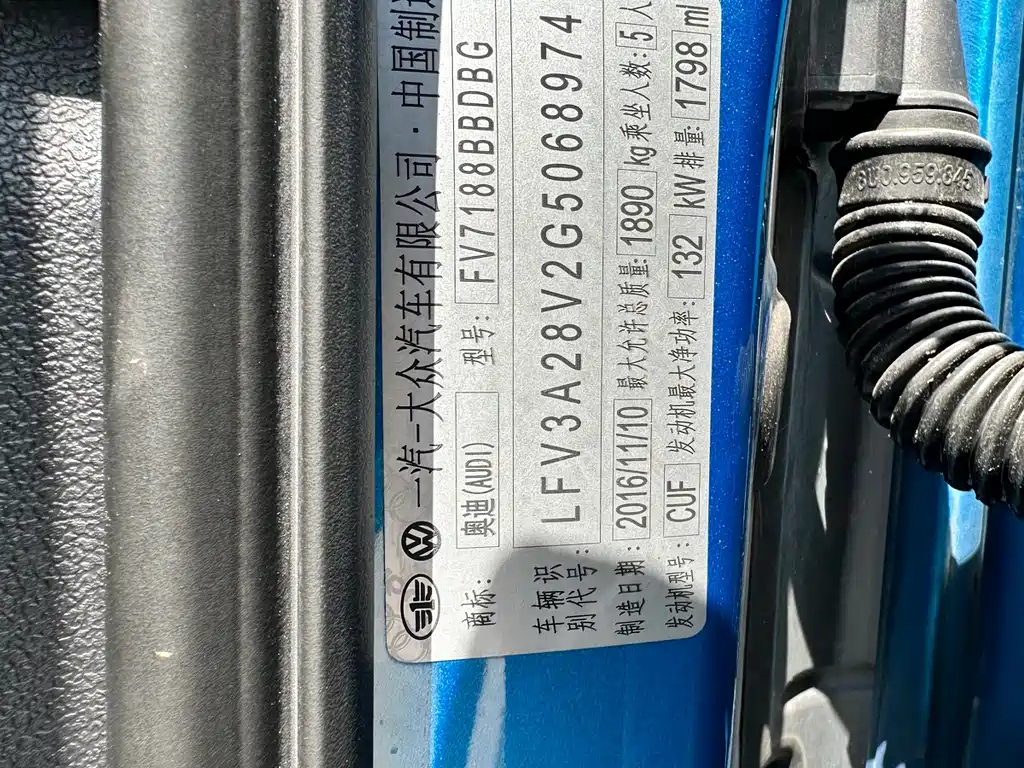 一汽-大众汽车有限公司 · 中国制造
商标: 奥迪(AUDI) 型号: FV7188BBDBG
车辆识别代号: LFV3A28V2G5068974
制造日期: 2016/11/10 最大允许总质量: 1890 kg 乘坐人数: 5 人
发动机型号: CUF 发动机最大净功率: 132 kW 排量: 1798 ml
8U0.959.845